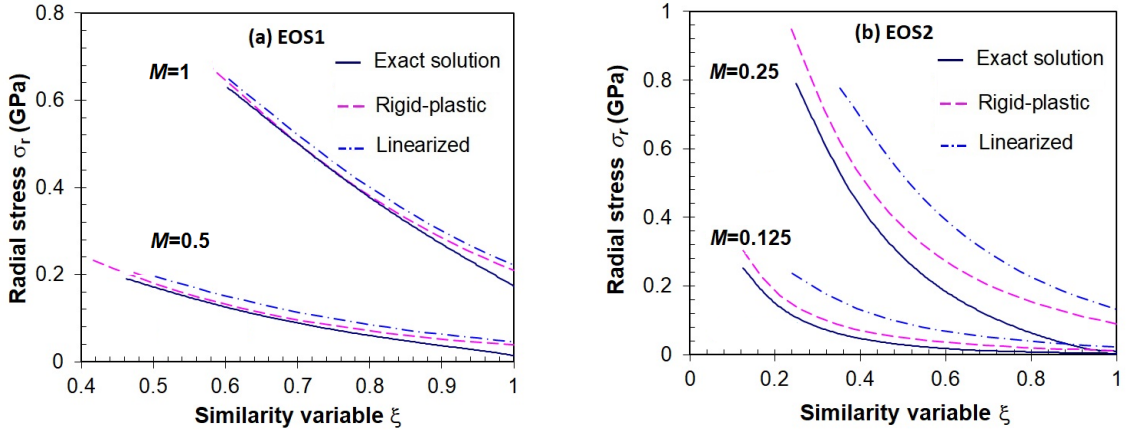 (a) EOS1
M=1
M=0.5
Exact solution
Rigid-plastic
Linearized
Radial stress σr (GPa)
0.8
0.6
0.4
0.2
0
0.4 0.5 0.6 0.7 0.8 0.9 1
Similarity variable ξ
(b) EOS2
M=0.25
M=0.125
Exact solution
Rigid-plastic
Linearized
Radial stress σr (GPa)
1
0.8
0.6
0.4
0.2
0
0 0.2 0.4 0.6 0.8 1
Similarity variable ξ